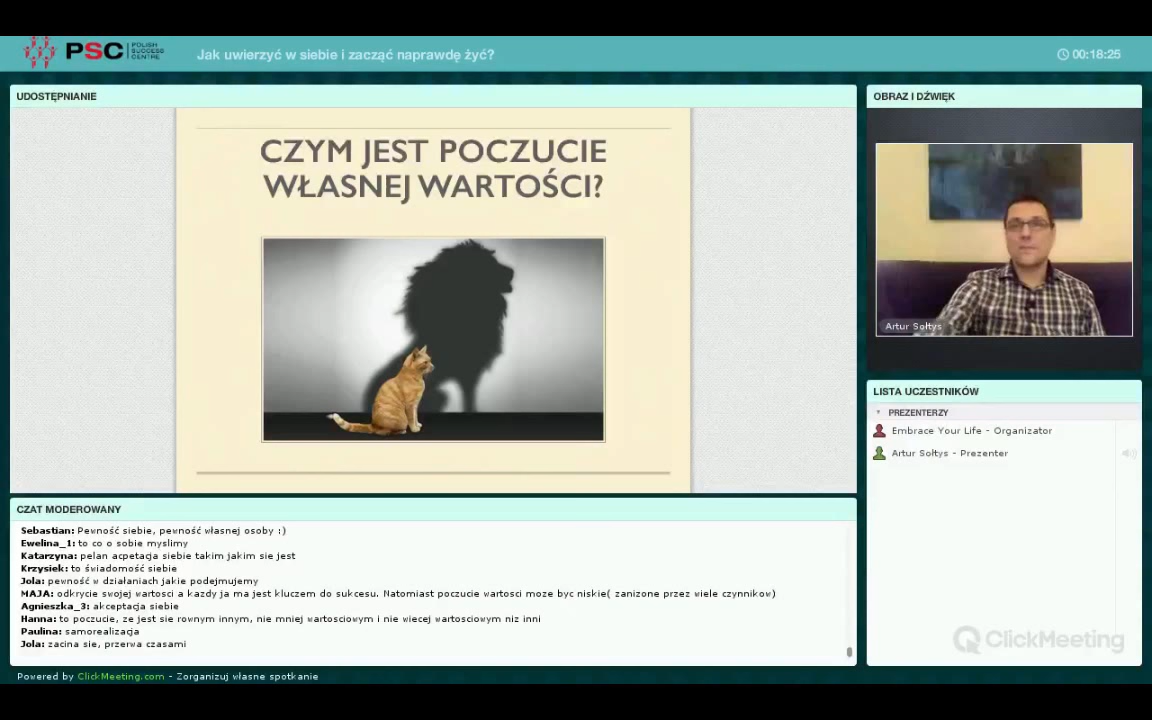 PSC POLISH SUCCESS CENTRE
Jak uwierzyć w siebie i zacząć naprawdę żyć?
00:18:25
UDOSTĘPNIANIE
CZYM JEST POCZUCIE
WŁASNEJ WARTOŚCI?
OBRAZ I DŹWIĘK
Artur Sołtys
LISTA UCZESTNIKÓW
PREZENTERZY
Embrace Your Life - Organizator
Artur Sołtys - Prezenter
CZAT MODEROWANY
Sebastian: Pewność siebie, pewność własnej osoby :)
Ewelina_1: to co o sobie myslimy
Katarzyna: pelan acpetacja siebie takim jakim sie jest
Krzysiek: to świadomość siebie
Jola: pewność w działaniach jakie podejmujemy
MAJA: odkrycie swojej wartosci a kazdy ja ma jest kluczem do sukcesu. Natomiast poczucie wartosci moze byc niskie( zanizone przez wiele czynnikow)
Agnieszka_3: akceptacja siebie
Hanna: to poczucie, ze jest sie rownym innym, nie mniej wartosciowym i nie wiecej wartosciowym niz inni
Paulina: samorealizacja
Jola: zacina sie, przerwa czasami
ClickMeeting
Powered by ClickMeeting.com - Zorganizuj własne spotkanie